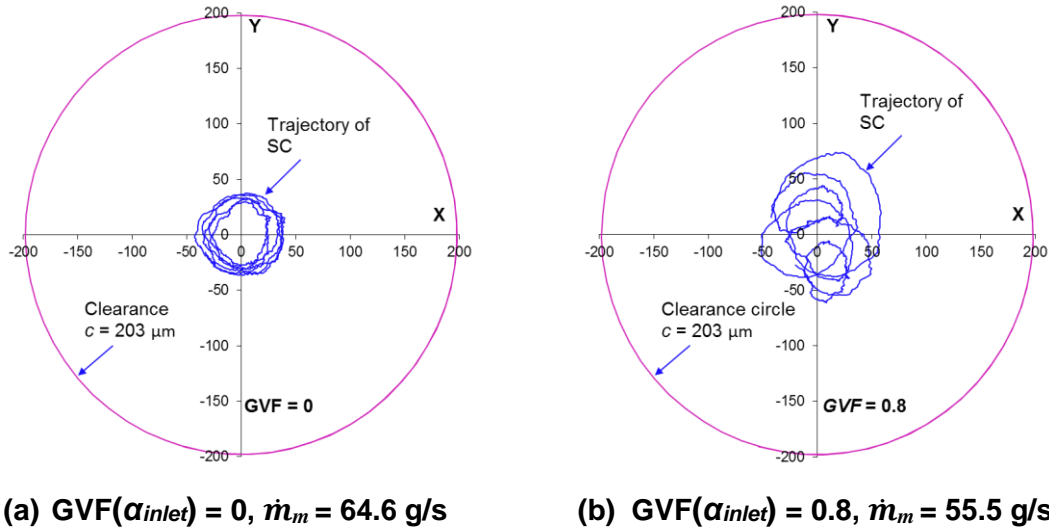 200
Y
150
Trajectory of
SC
100
50
X
0
-200 -150 -100 -50 0 50 100 150 200
-50
Clearance
c = 203 μm
-100
-150
GVF = 0
-200
(a) GVF(αinlet) = 0, ṁm = 64.6 g/s
200
Y
150
Trajectory of
SC
100
50
X
0
-200 -150 -100 -50 0 50 100 150 200
-50
Clearance circle
c = 203 μm
-100
-150
GVF = 0.8
-200
(b) GVF(αinlet) = 0.8, ṁm = 55.5 g/s